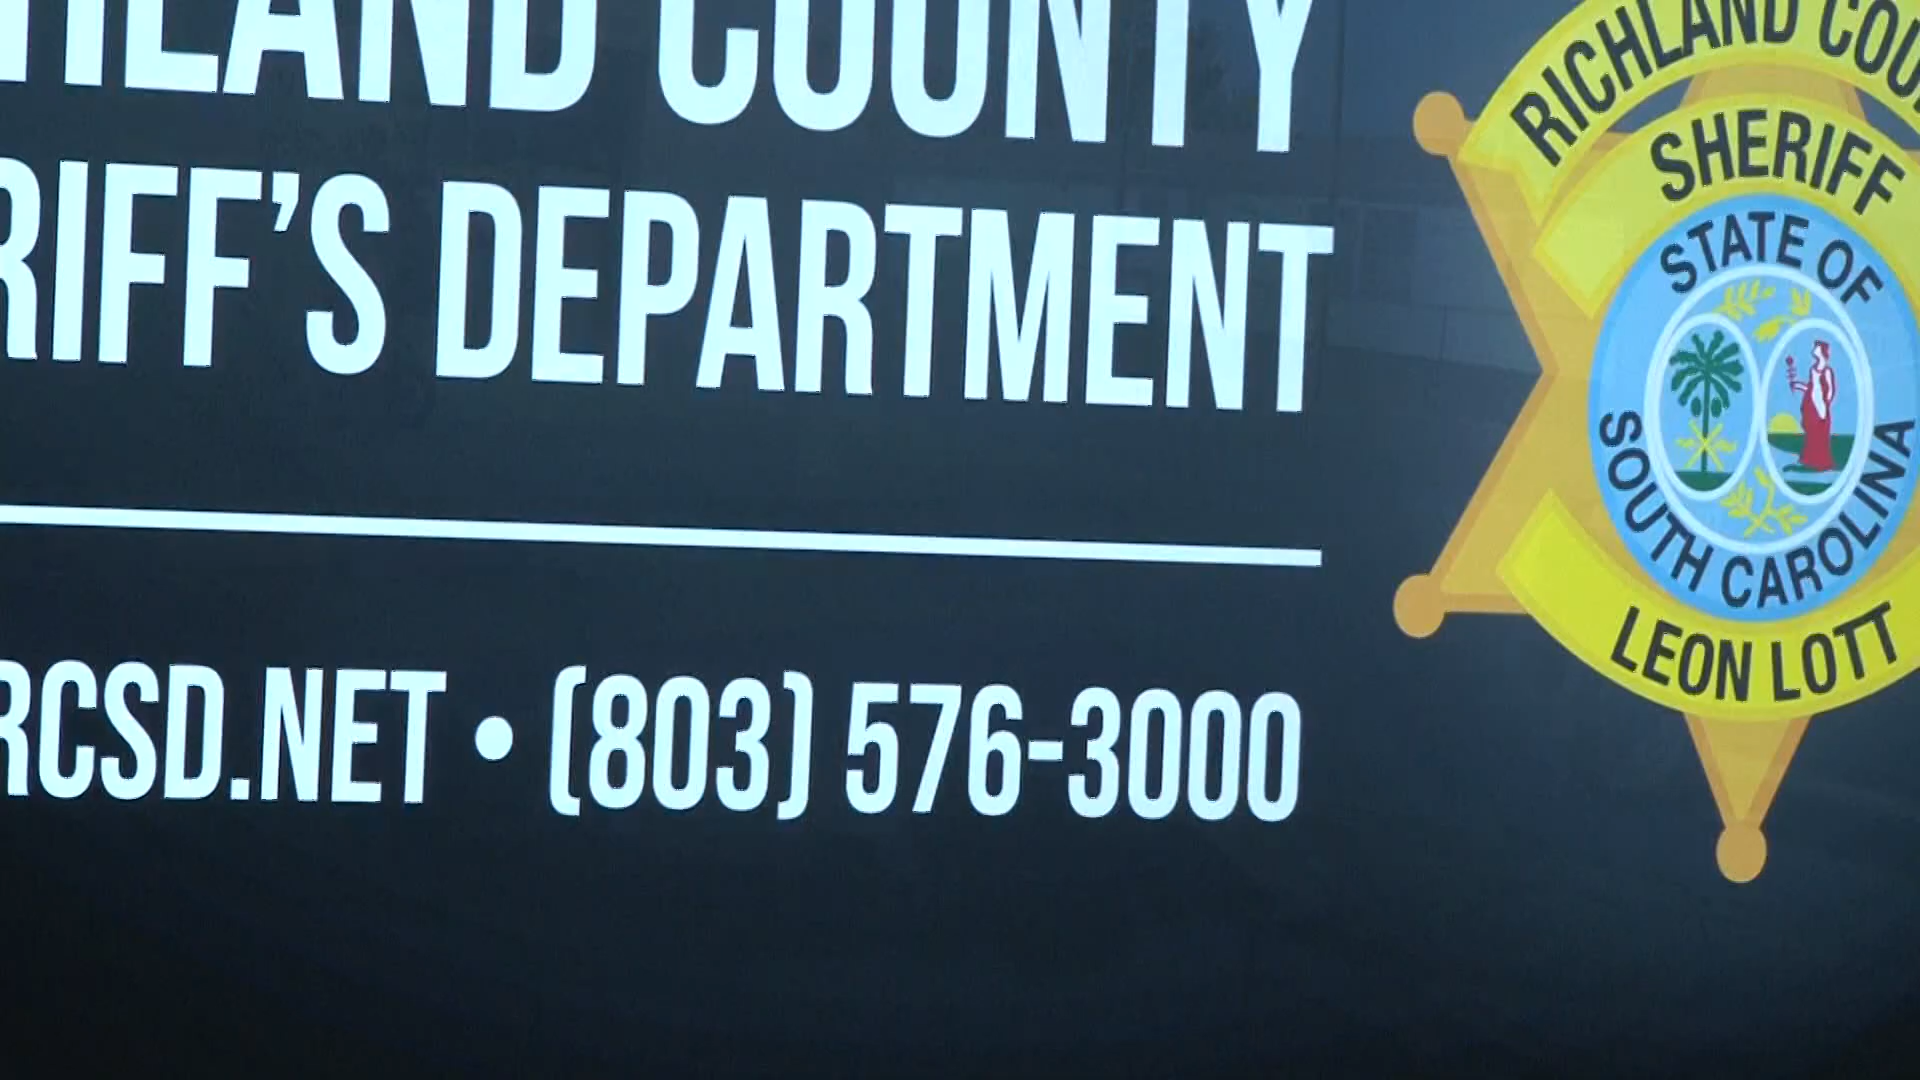 HLAND COUNTY
RIFF'S DEPARTMENT
RCSD.NET • (803) 576-3000
RICHLAND COU
SHERIFF
STATE OF
SOUTH CAROLINA
LEON LOTT